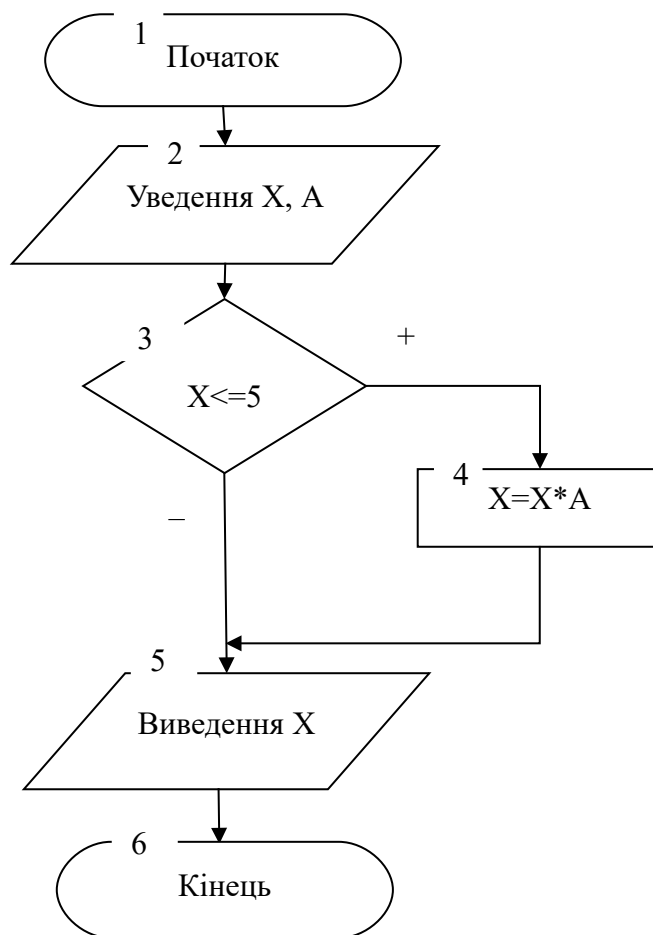 1
Початок
2
Уведення X, A
3
+
X<=5
4
X=X*A
–
5
Виведення X
6
Кінець